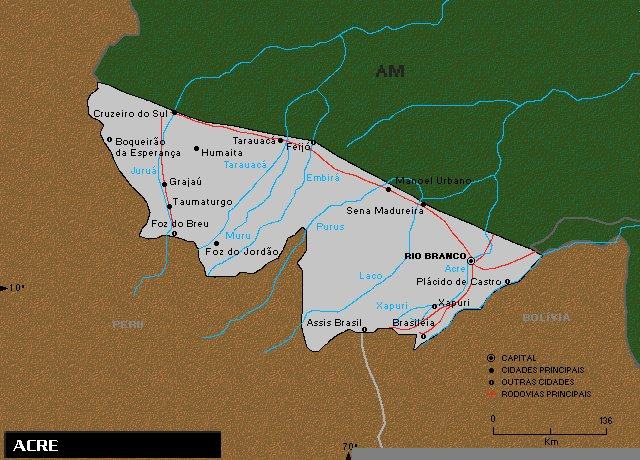 AM
Cruzeiro do Sul
Boqueirão
da Esperança
Humaita
Tarauacá
Feijó
Tarauacá
Embirá
Juruá
Grajaú
Taumaturgo
Foz do Breu
Muru
Foz do Jordão
Manoel Urbano
Sena Madureira
Purus
RIO BRANCO
Acre
Laco
Plácido de Castro
Xapuri
Xapuri
Assis Brasil
Brasiléia
10°
PERU
BOLÍVIA
CAPITAL
CIDADES PRINCIPAIS
OUTRAS CIDADES
RODOVIAS PRINCIPAIS
0 136
Km
ACRE
70°